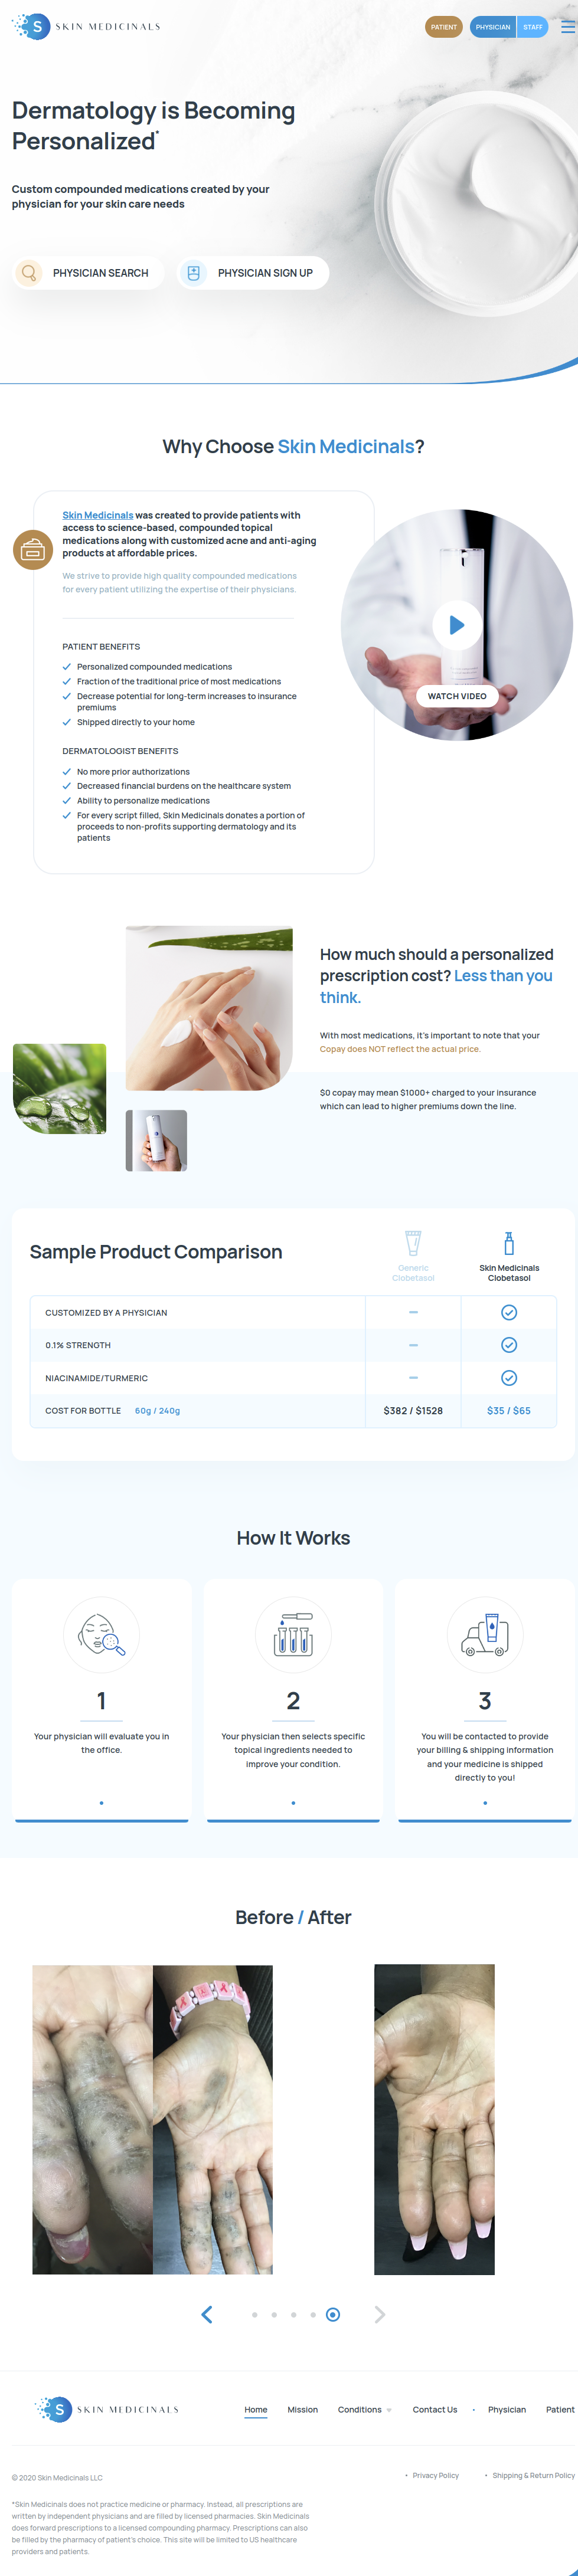 S SKIN MEDICINALS
PATIENT
PHYSICIAN
STAFF
Dermatology is Becoming
Personalized*
Custom compounded medications created by your
physician for your skin care needs
PHYSICIAN SEARCH
PHYSICIAN SIGN UP
Why Choose Skin Medicinals?
Skin Medicinals was created to provide patients with
access to science-based, compounded topical
medications along with customized acne and anti-aging
products at affordable prices.
We strive to provide high quality compounded medications
for every patient utilizing the expertise of their physicians.
PATIENT BENEFITS
Personalized compounded medications
Fraction of the traditional price of most medications
Decrease potential for long-term increases to insurance
premiums
Shipped directly to your home
WATCH VIDEO
DERMATOLOGIST BENEFITS
No more prior authorizations
Decreased financial burdens on the healthcare system
Ability to personalize medications
For every script filled, Skin Medicinals donates a portion of
proceeds to non-profits supporting dermatology and its
patients
How much should a personalized
prescription cost? Less than you
think.
With most medications, it's important to note that your
Copay does NOT reflect the actual price.
$0 copay may mean $1000+ charged to your insurance
which can lead to higher premiums down the line.
Sample Product Comparison
Generic
Clobetasol
Skin Medicinals
Clobetasol
CUSTOMIZED BY A PHYSICIAN
0.1% STRENGTH
NIACINAMIDE/TURMERIC
COST FOR BOTTLE 60g / 240g $382 / $1528 $35 / $65
How It Works
1
Your physician will evaluate you in
the office.
2
Your physician then selects specific
topical ingredients needed to
improve your condition.
3
You will be contacted to provide
your billing & shipping information
and your medicine is shipped
directly to you!
Before / After
S SKIN MEDICINALS
Home
Mission
Conditions
Contact Us
Physician
Patient
© 2020 Skin Medicinals LLC
Privacy Policy
Shipping & Return Policy
*Skin Medicinals does not practice medicine or pharmacy. Instead, all prescriptions are
written by independent physicians and are filled by licensed pharmacies. Skin Medicinals
does forward prescriptions to a licensed compounding pharmacy. Prescriptions can also
be filled by the pharmacy of patient's choice. This site will be limited to US healthcare
providers and patients.